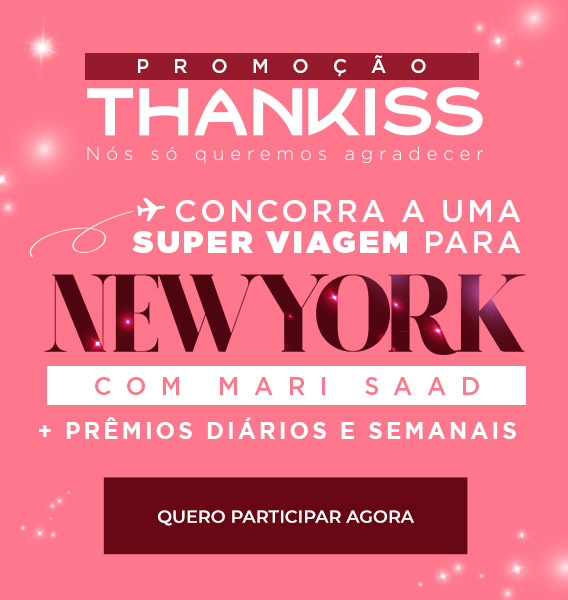 PROMOÇÃO
THANKISS
Nós só queremos agradecer
CONCORRA A UMA
SUPER VIAGEM PARA
NEW YORK
COM MARI SAAD
+ PRÊMIOS DIÁRIOS E SEMANAIS
QUERO PARTICIPAR AGORA